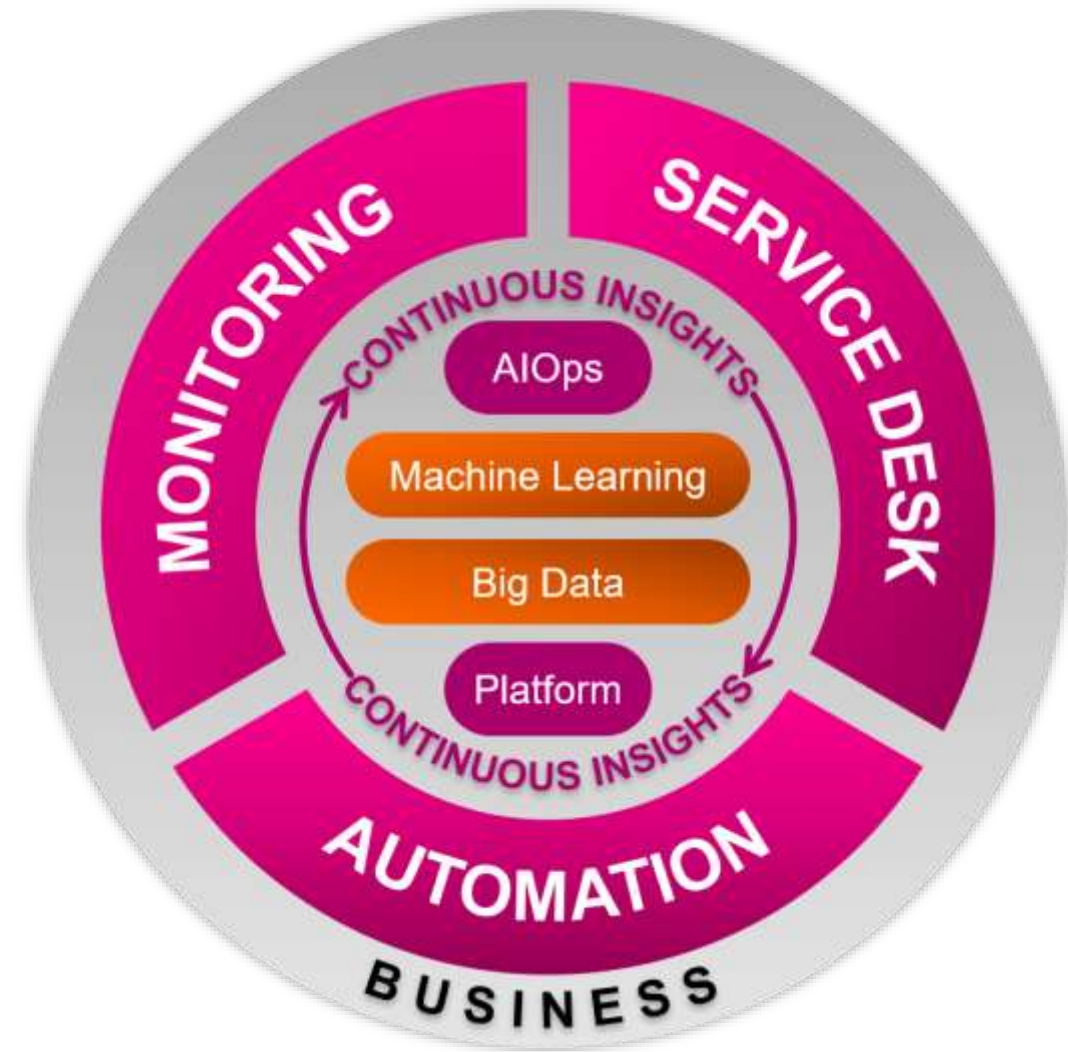 MONITORING
SERVICE DESK
CONTINUOUS INSIGHTS
AIOps
Machine Learning
Big Data
Platform
CONTINUOUS INSIGHTS
AUTOMATION
BUSINESS